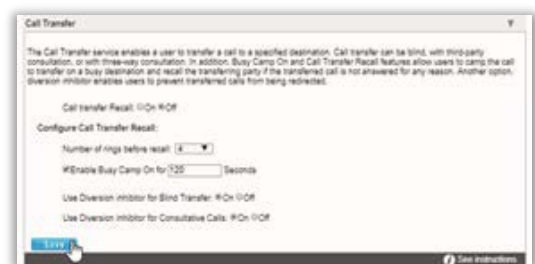 Call Transfer
The Call Transfer service enables a user to transfer a call to a specified destination. Call transfer can be blind, with third-party
consultation, or with three-way consultation. In addition, Busy Camp On and Call Transfer Recall features allow users to camp the call
to transfer on a busy destination and recall the transferring party if the transferred call is not answered for any reason. Another option,
diversion inhibitor enables users to prevent transferred calls from being redirected.
Call transfer Recall: On Off
Configure Call Transfer Recall:
Number of rings before recall: 4
Enable Busy Camp On for 120 Seconds
Use Diversion inhibitor for Blind Transfer: On Off
Use Diversion inhibitor for Consultative Calls: On Off
Save
See instructions